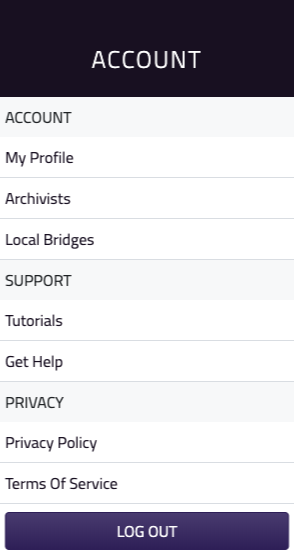 ACCOUNT
ACCOUNT
My Profile
Archivists
Local Bridges
SUPPORT
Tutorials
Get Help
PRIVACY
Privacy Policy
Terms Of Service
LOG OUT